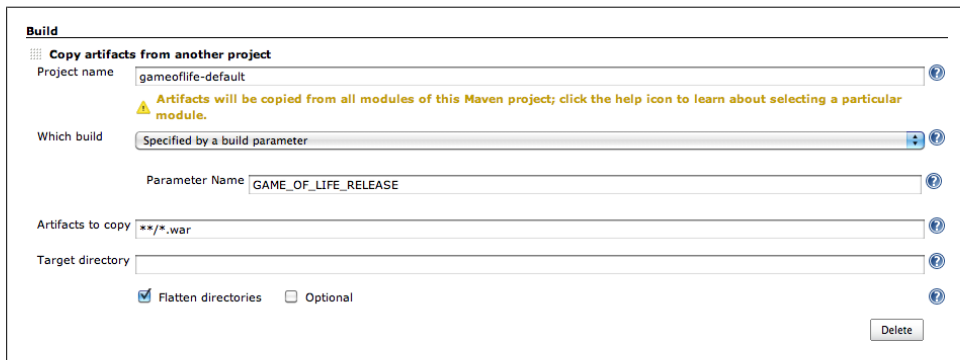 Build
Copy artifacts from another project
Project name gameoflife-default
Artifacts will be copied from all modules of this Maven project; click the help icon to learn about selecting a particular
module.
Which build Specified by a build parameter
Parameter Name GAME_OF_LIFE_RELEASE
Artifacts to copy **/*.war
Target directory
Flatten directories Optional
Delete